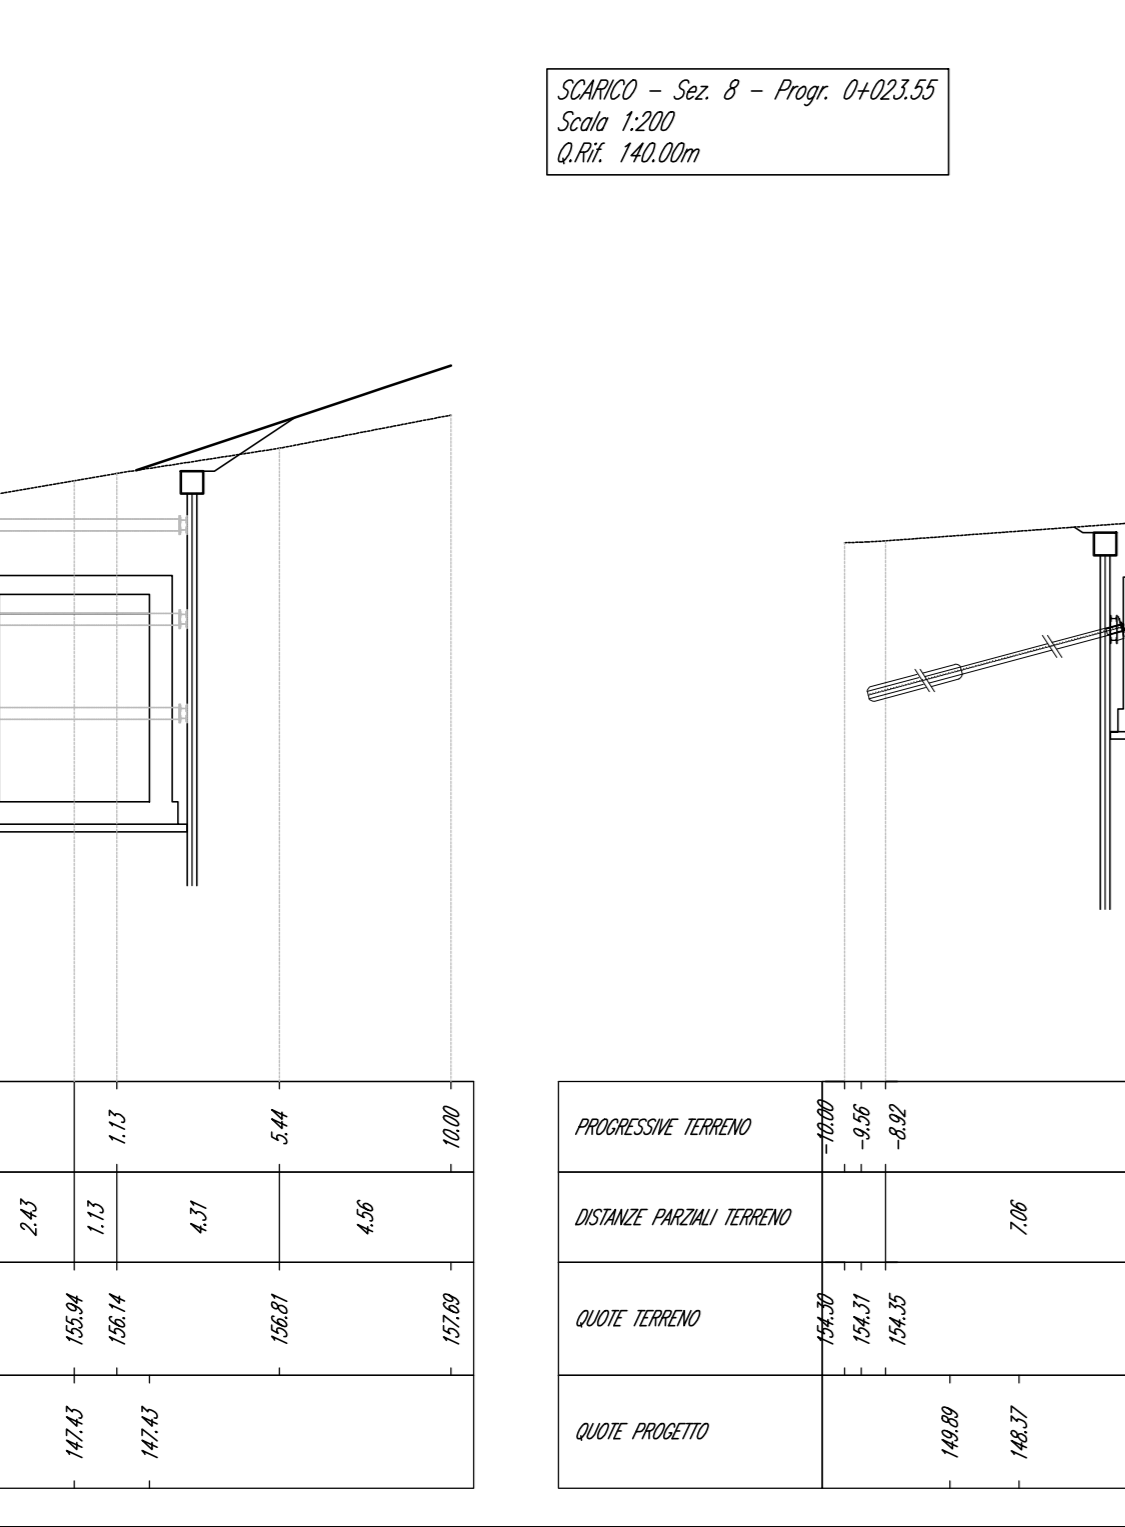 SCARICO – Sez. 8 – Progr. 0+023.55
Scala 1:200
Q.Rif. 140.00m
1.13 5.44 10.00
2.43 1.13 4.31 4.56
155.94 156.14 156.81 157.69
147.43 147.43
PROGRESSIVE TERRENO -10.00 -9.56 -8.92
DISTANZE PARZIALI TERRENO 7.06
QUOTE TERRENO 154.30 154.31 154.35
QUOTE PROGETTO 149.89 148.37